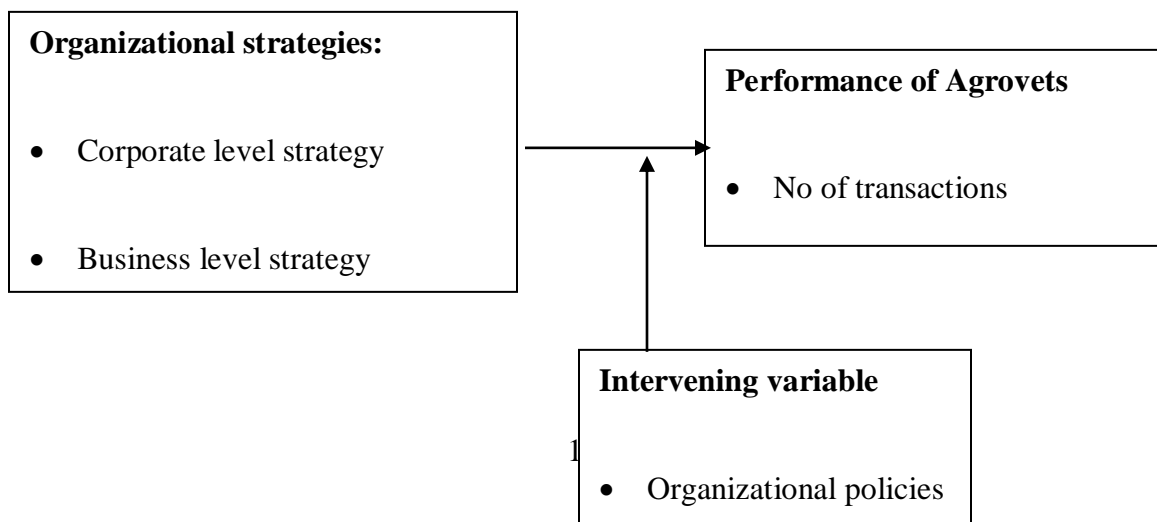 Organizational strategies:
• Corporate level strategy
• Business level strategy
Performance of Agrovets
• No of transactions
Intervening variable
1
• Organizational policies